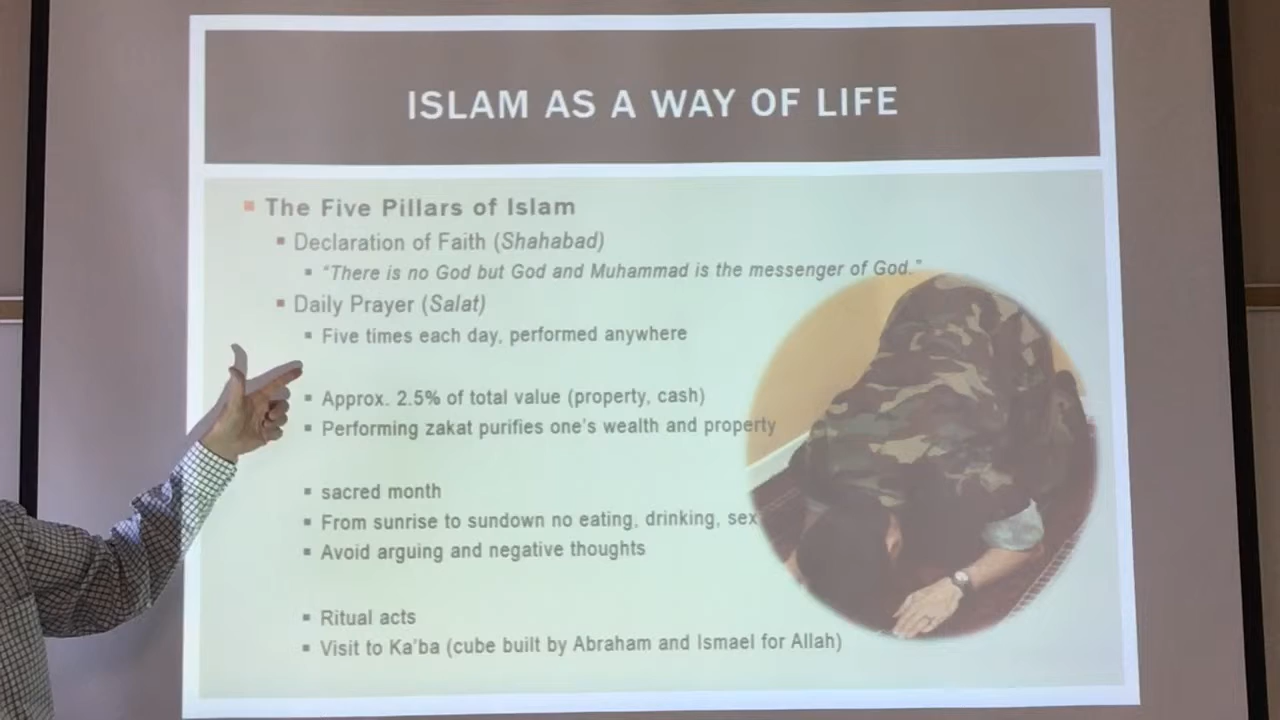 ISLAM AS A WAY OF LIFE
The Five Pillars of Islam
Declaration of Faith (Shahabad)
“There is no God but God and Muhammad is the messenger of God.”
Daily Prayer (Salat)
Five times each day, performed anywhere
Approx. 2.5% of total value (property, cash)
Performing zakat purifies one's wealth and property
sacred month
From sunrise to sundown no eating, drinking, sex
Avoid arguing and negative thoughts
Ritual acts
Visit to Ka'ba (cube built by Abraham and Ismael for Allah)